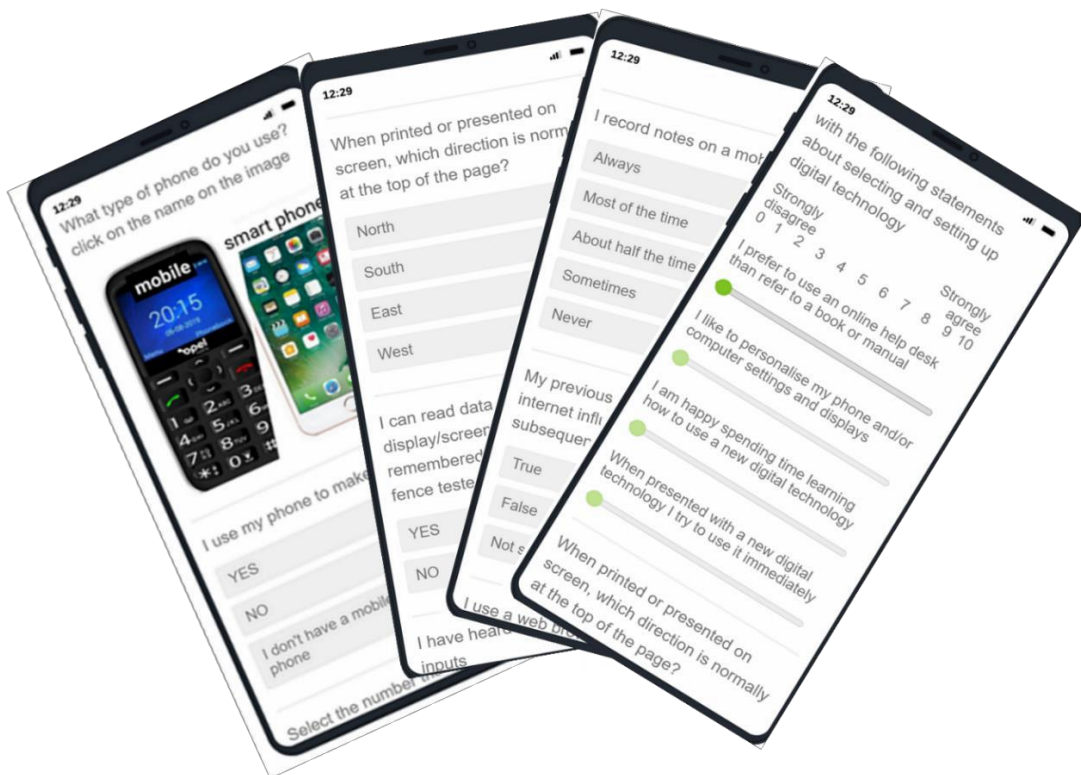 12:29
What type of phone do you use?
click on the name on the image
mobile
20:15
06-08-2019
Menu
Phonebook
smart phone
I use my phone to make
YES
NO
I don't have a mobile
phone
Select the number
12:29
When printed or presented on
screen, which direction is norm
at the top of the page?
North
South
East
West
I can read data
display/screen
remembered
fence teste
YES
NO
I have heard
inputs
12:29
I record notes on a mob
Always
Most of the time
About half the time
Sometimes
Never
My previous
internet influ
subsequen
True
False
Not s
I use a web bro
12:29
with the following statements
about selecting and setting up
digital technology
Strongly
disagree
Strongly
agree
0 1 2 3 4 5 6 7 8 9 10
I prefer to use an online help desk
than refer to a book or manual
I like to personalise my phone and/or
computer settings and displays
I am happy spending time learning
how to use a new digital technology
When presented with a new digital
technology I try to use it immediately
When printed or presented on
screen, which direction is normally
at the top of the page?